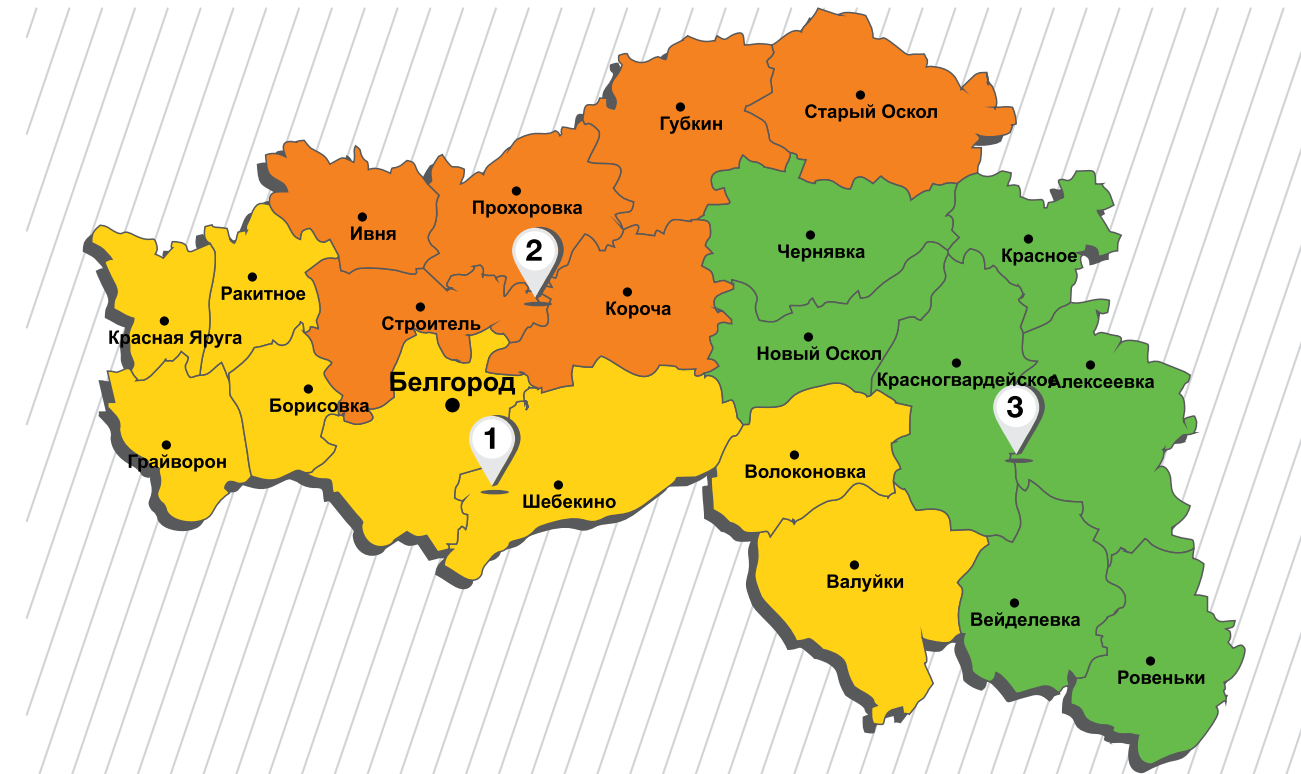 Старый Оскол
Губкин
Прохоровка
Ивня
2
Чернявка
Красное
Ракитное
Короча
Строитель
Красная Яруга
Новый Оскол
Белгород
Красногвардейское
Алексеевка
Борисовка
3
1
Грайворон
Волоконовка
Шебекино
Валуйки
Вейделевка
Ровеньки